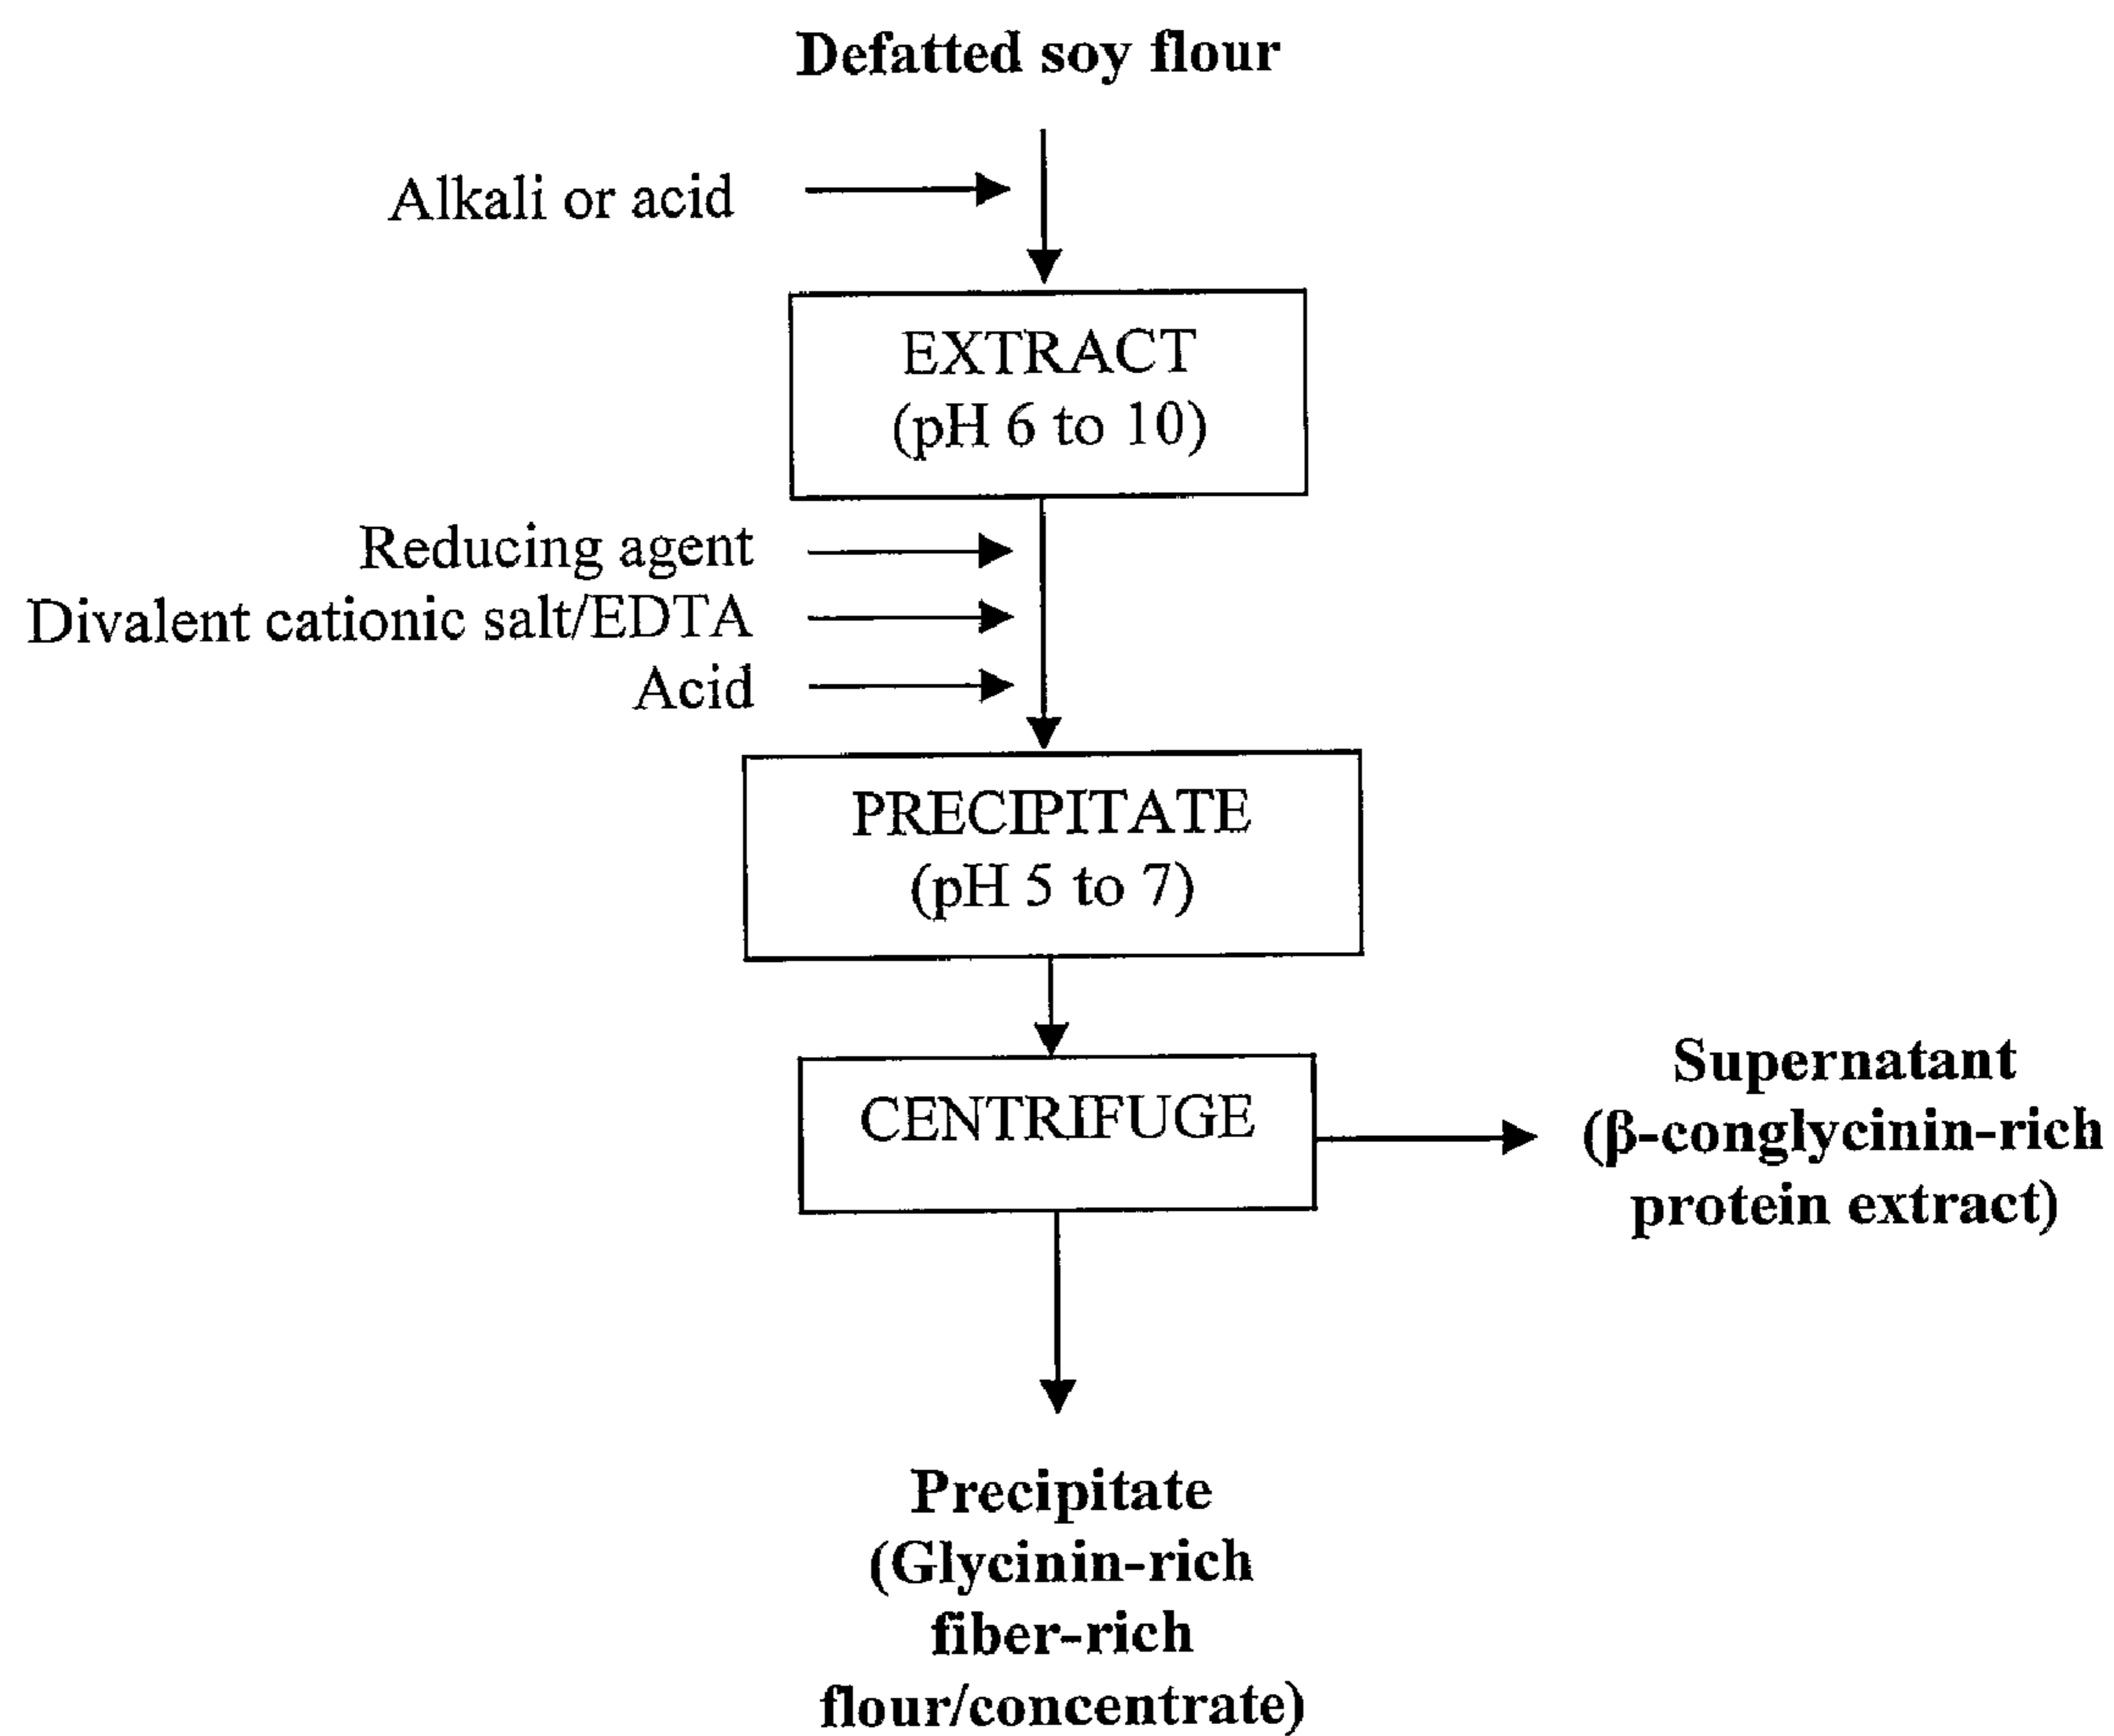 Defatted soy flour
Alkali or acid
EXTRACT
(pH 6 to 10)
Reducing agent
Divalent cationic salt/EDTA
Acid
PRECIPITATE
(pH 5 to 7)
CENTRIFUGE
Supernatant
(β-conglycinin-rich
protein extract)
Precipitate
(Glycinin-rich
fiber-rich
flour/concentrate)